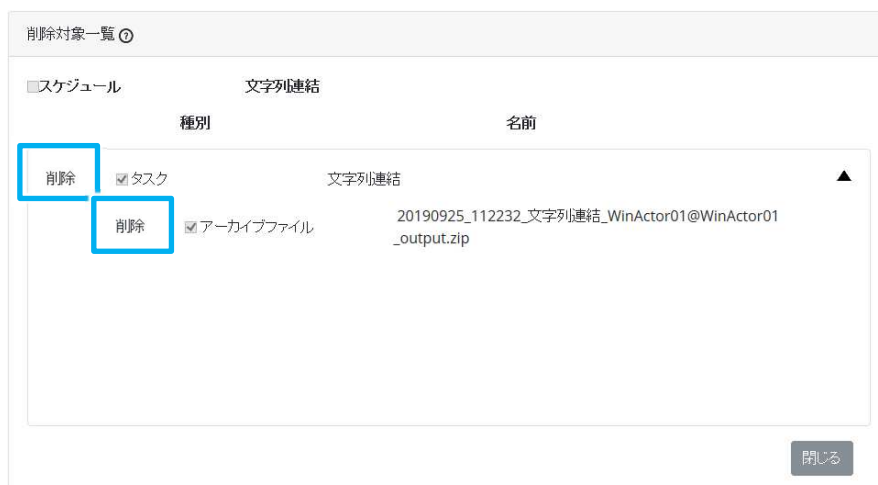 削除対象一覧?
スケジュール 文字列連結
種別 名前
削除 タスク 文字列連結 ▲
削除 アーカイブファイル 20190925_112232_文字列連結_WinActor01@WinActor01
_output.zip
閉じる